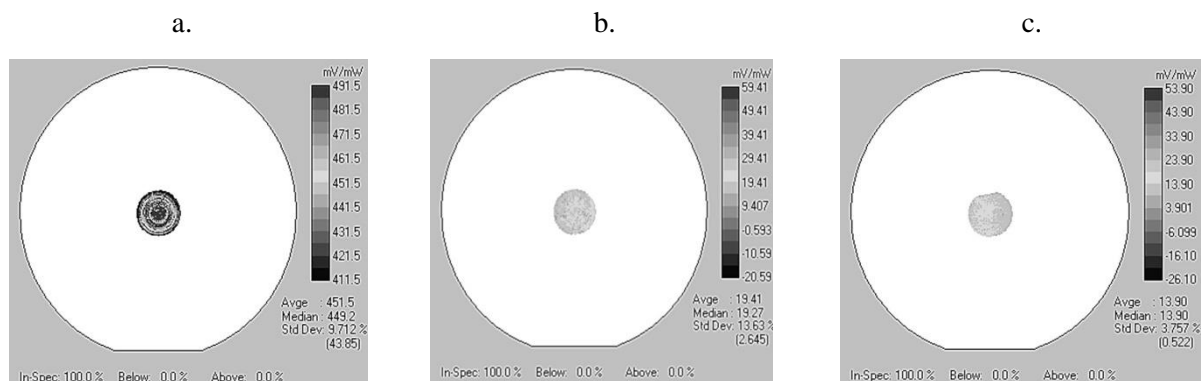 a.
mV/mW
491.5
481.5
471.5
461.5
451.5
441.5
431.5
421.5
411.5
Avge : 451.5
Median : 449.2
Std Dev: 9.712 %
(43.85)
In-Spec: 100.0 % Below: 0.0 % Above: 0.0 %
b.
mV/mW
59.41
49.41
39.41
29.41
19.41
9.407
-0.593
-10.59
-20.59
Avge : 19.41
Median : 19.27
Std Dev: 13.63 %
(2.645)
In-Spec: 100.0 % Below: 0.0 % Above: 0.0 %
c.
mV/mW
53.90
43.90
33.90
23.90
13.90
3.901
-6.099
-16.10
-26.10
Avge : 13.90
Median : 13.90
Std Dev: 3.757 %
(0.522)
In-Spec: 100.0 % Below: 0.0 % Above: 0.0 %